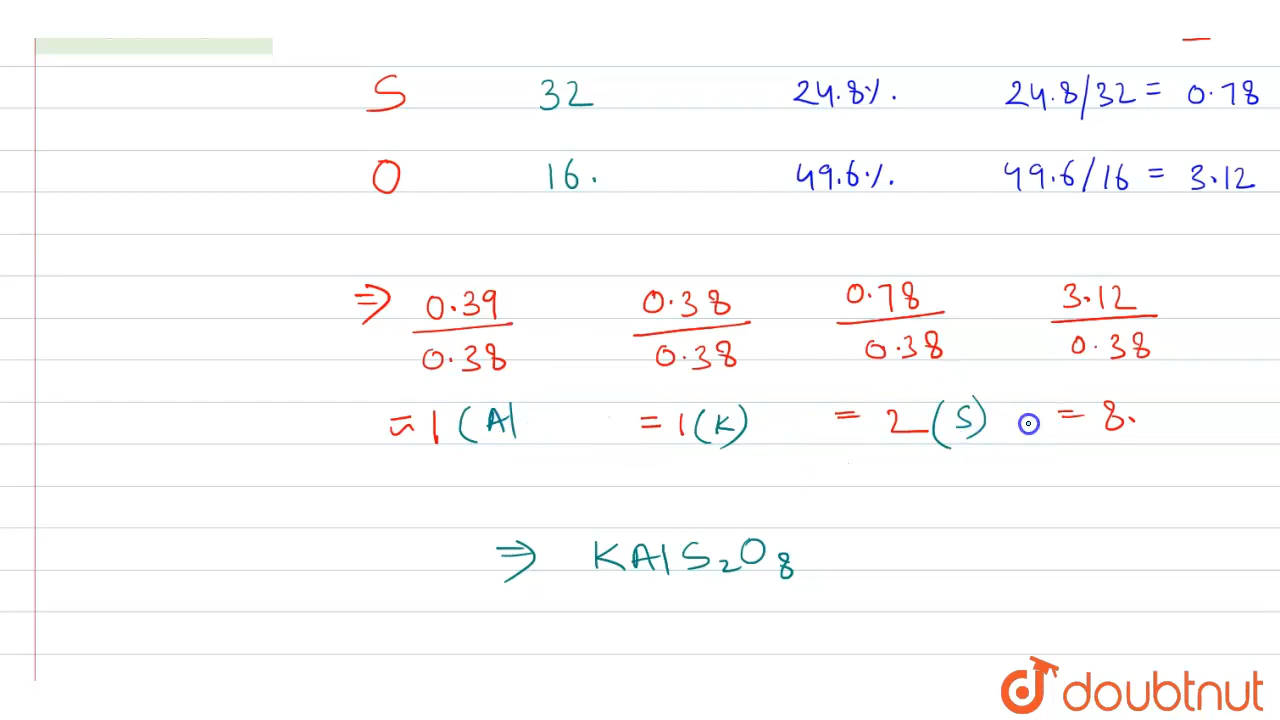 S 32 24.8%. 24.8/32 = 0.78
O 16. 49.6%. 49.6/16 = 3.12
⇒ 0.39/0.38 0.38/0.38 0.78/0.38 3.12/0.38
≈ 1 (Al = 1 (K) = 2 (S) = 8.
⇒ KAlS₂O₈
doubtnut